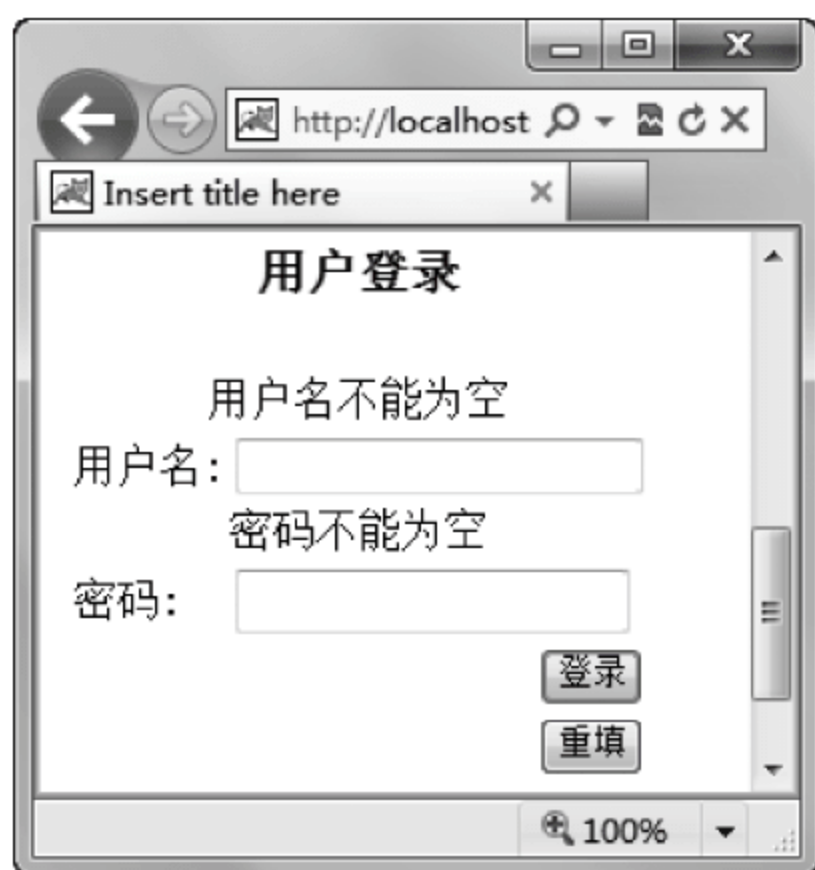 http://localhost
Insert title here
用户登录
用户名不能为空
用户名:
密码不能为空
密码:
登录
重填
100%